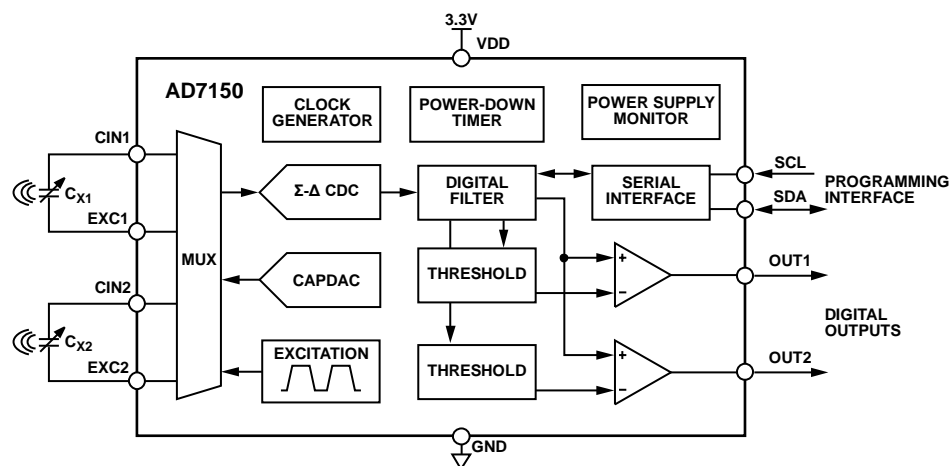 3.3V
VDD
AD7150
CLOCK
GENERATOR
POWER-DOWN
TIMER
POWER SUPPLY
MONITOR
CIN1
CX1
EXC1
MUX
Σ-Δ CDC
DIGITAL
FILTER
SERIAL
INTERFACE
SCL
SDA
PROGRAMMING
INTERFACE
CAPDAC
THRESHOLD
+
−
OUT1
CIN2
CX2
EXC2
EXCITATION
THRESHOLD
+
−
OUT2
DIGITAL
OUTPUTS
GND